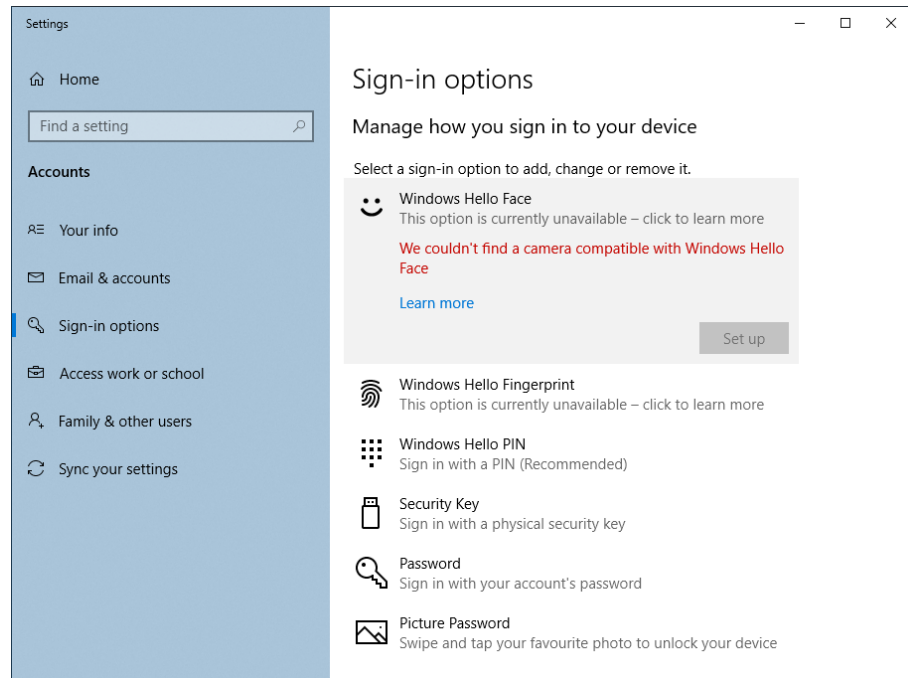 Settings
Home
Find a setting
Accounts
Your info
Email & accounts
Sign-in options
Access work or school
Family & other users
Sync your settings
Sign-in options
Manage how you sign in to your device
Select a sign-in option to add, change or remove it.
Windows Hello Face
This option is currently unavailable – click to learn more
We couldn't find a camera compatible with Windows Hello
Face
Learn more
Set up
Windows Hello Fingerprint
This option is currently unavailable – click to learn more
Windows Hello PIN
Sign in with a PIN (Recommended)
Security Key
Sign in with a physical security key
Password
Sign in with your account's password
Picture Password
Swipe and tap your favourite photo to unlock your device